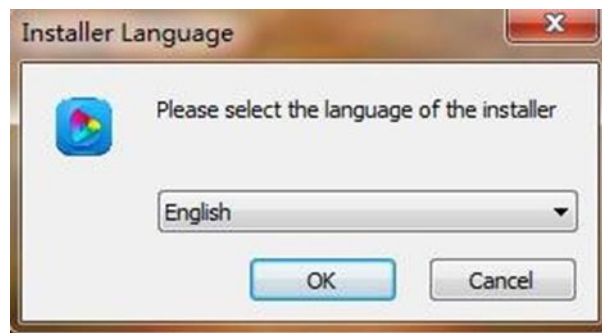 Installer Language
Please select the language of the installer
English
OK
Cancel